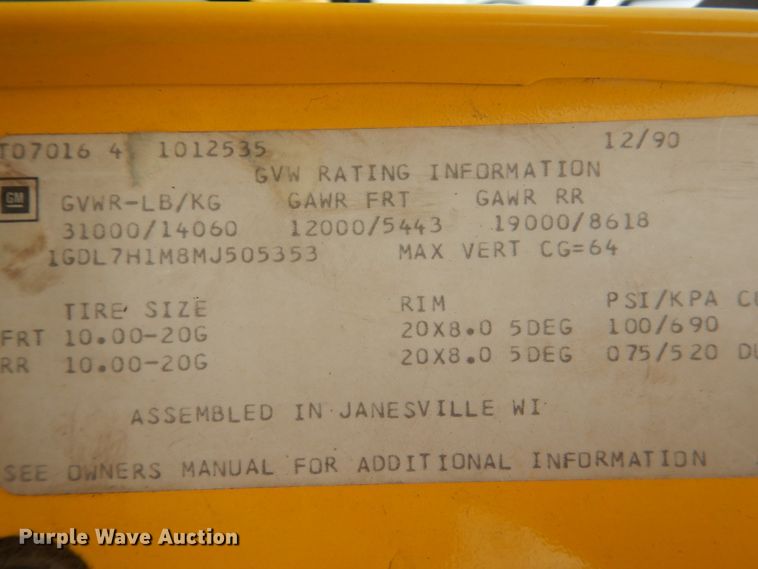 T07016 4 1012535 12/90
GVW RATING INFORMATION
GM GVWR-LB/KG GAWR FRT GAWR RR
31000/14060 12000/5443 19000/8618
1GDL7H1M8MJ505353 MAX VERT CG=64
TIRE SIZE RIM PSI/KPA
FRT 10.00-20G 20X8.0 5DEG 100/690
RR 10.00-20G 20X8.0 5DEG 075/520
ASSEMBLED IN JANESVILLE WI
SEE OWNERS MANUAL FOR ADDITIONAL INFORMATION
Purple Wave Auction